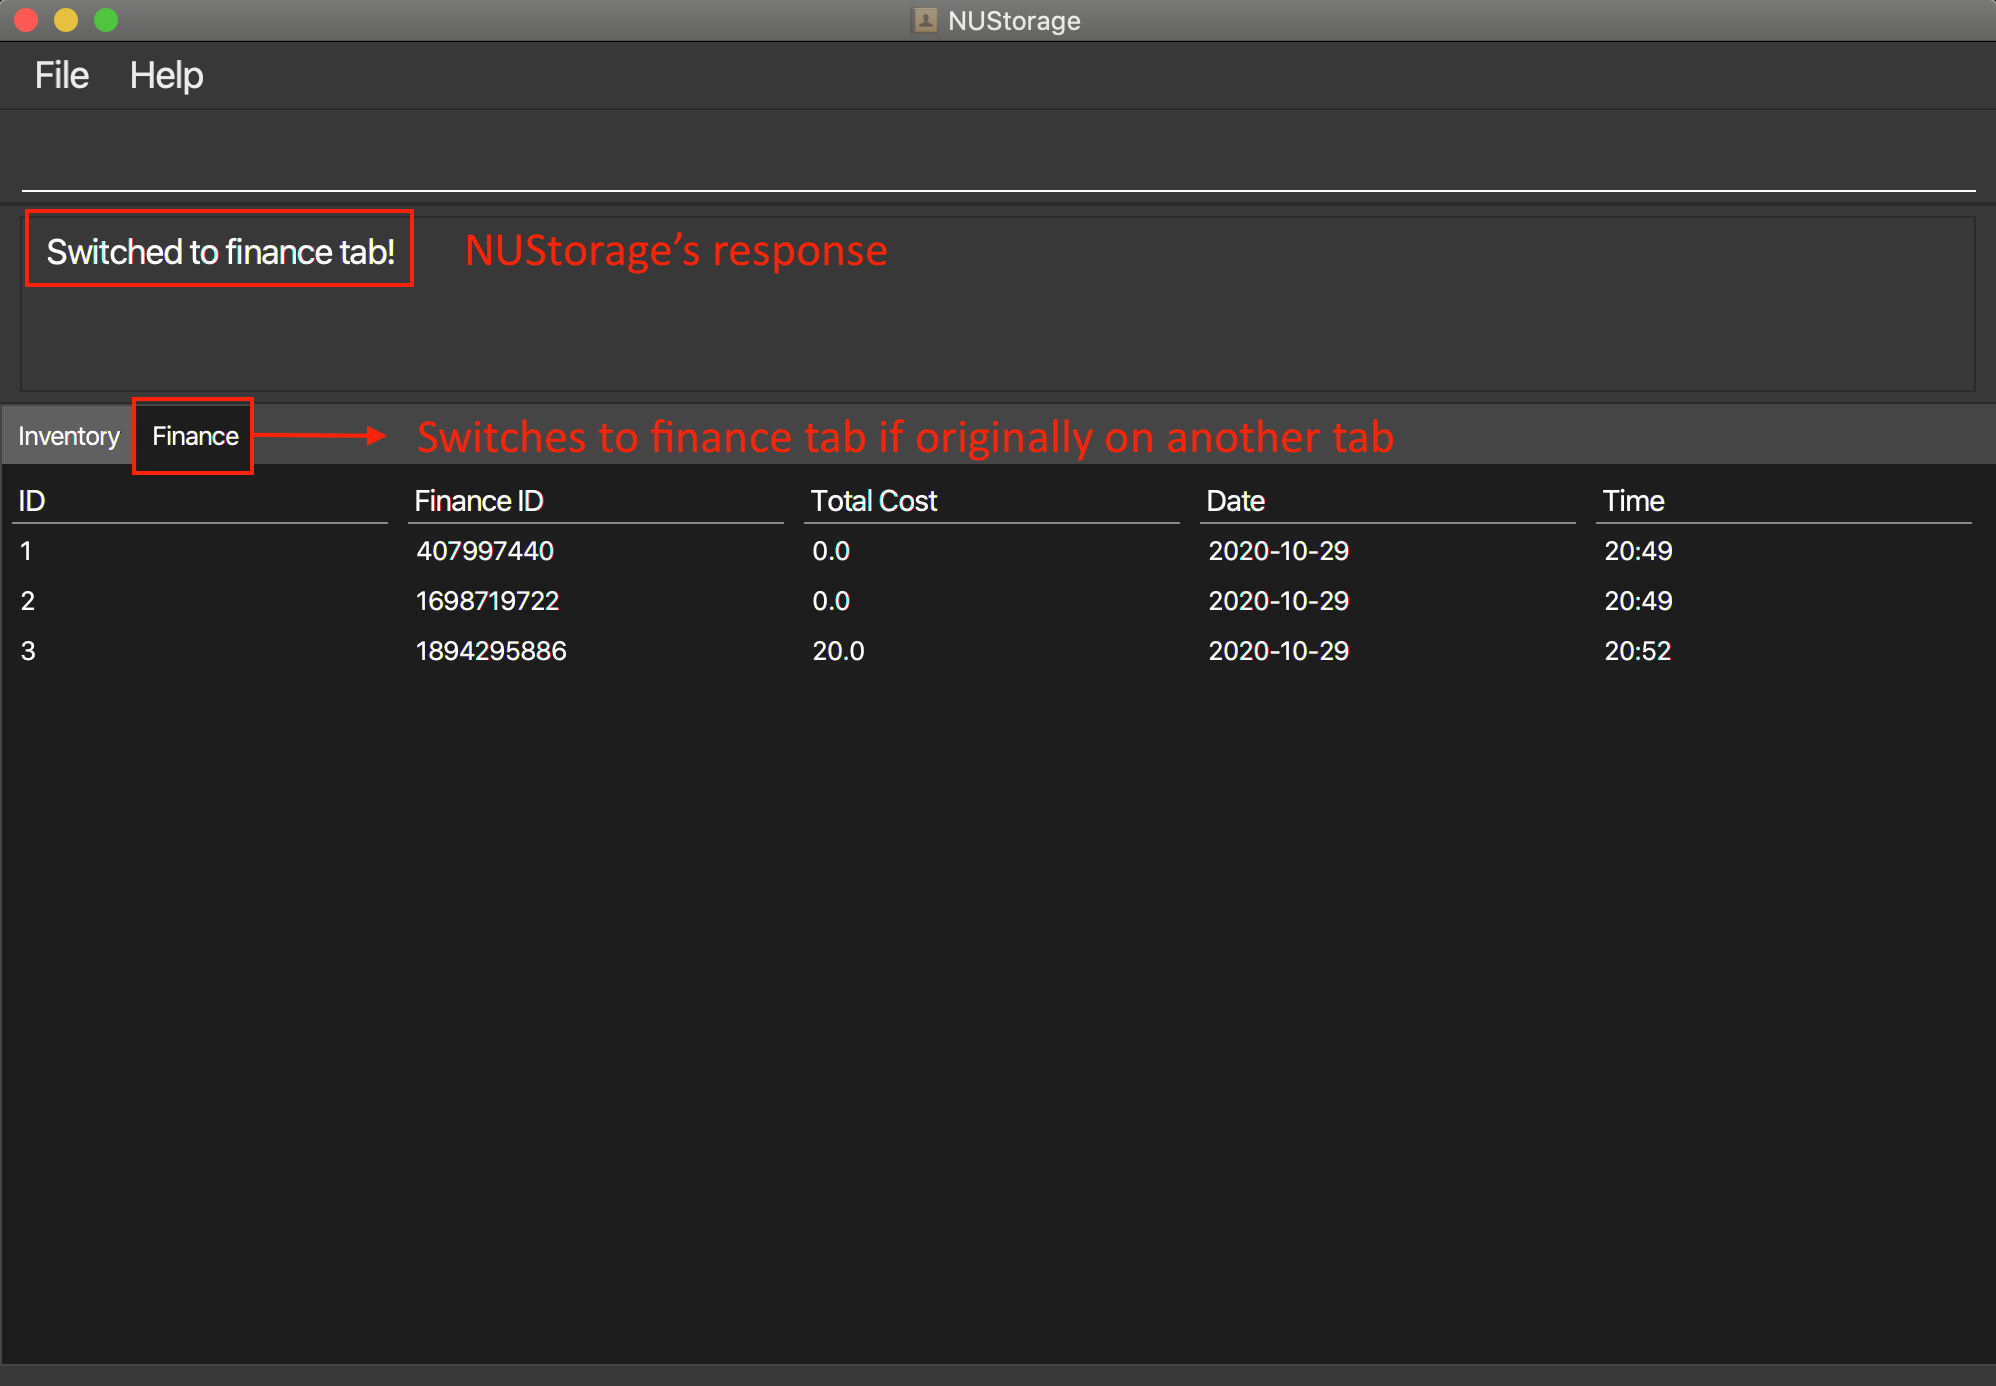 NUStorage
File Help
Switched to finance tab! NUStorage’s response
Inventory Finance Switches to finance tab if originally on another tab
ID Finance ID Total Cost Date Time
1 407997440 0.0 2020-10-29 20:49
2 1698719722 0.0 2020-10-29 20:49
3 1894295886 20.0 2020-10-29 20:52